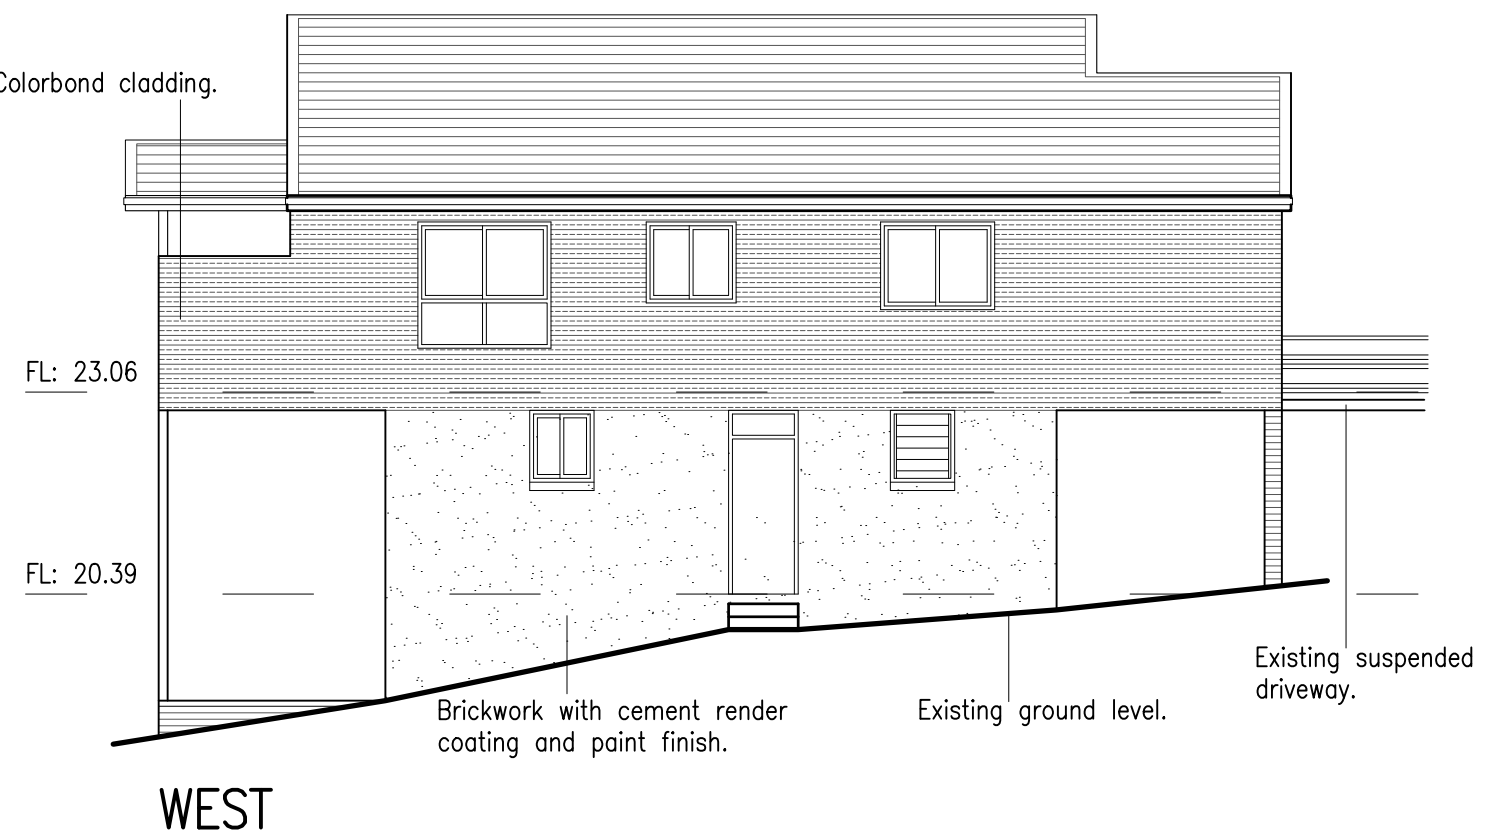 Colorbond cladding.
FL: 23.06
FL: 20.39
Existing suspended
driveway.
Brickwork with cement render
coating and paint finish.
Existing ground level.
WEST